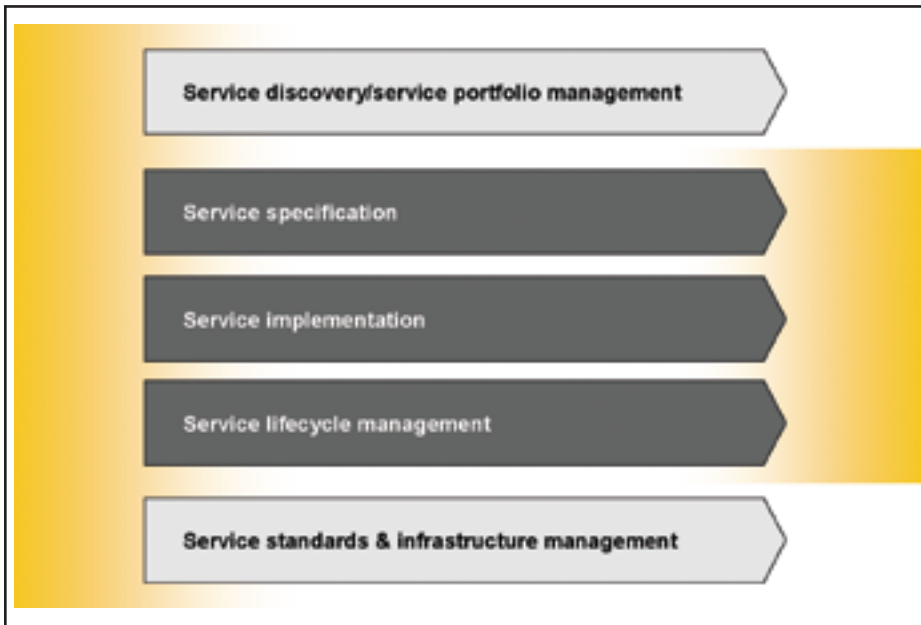 Service discovery/service portfolio management
Service specification
Service implementation
Service lifecycle management
Service standards & infrastructure management